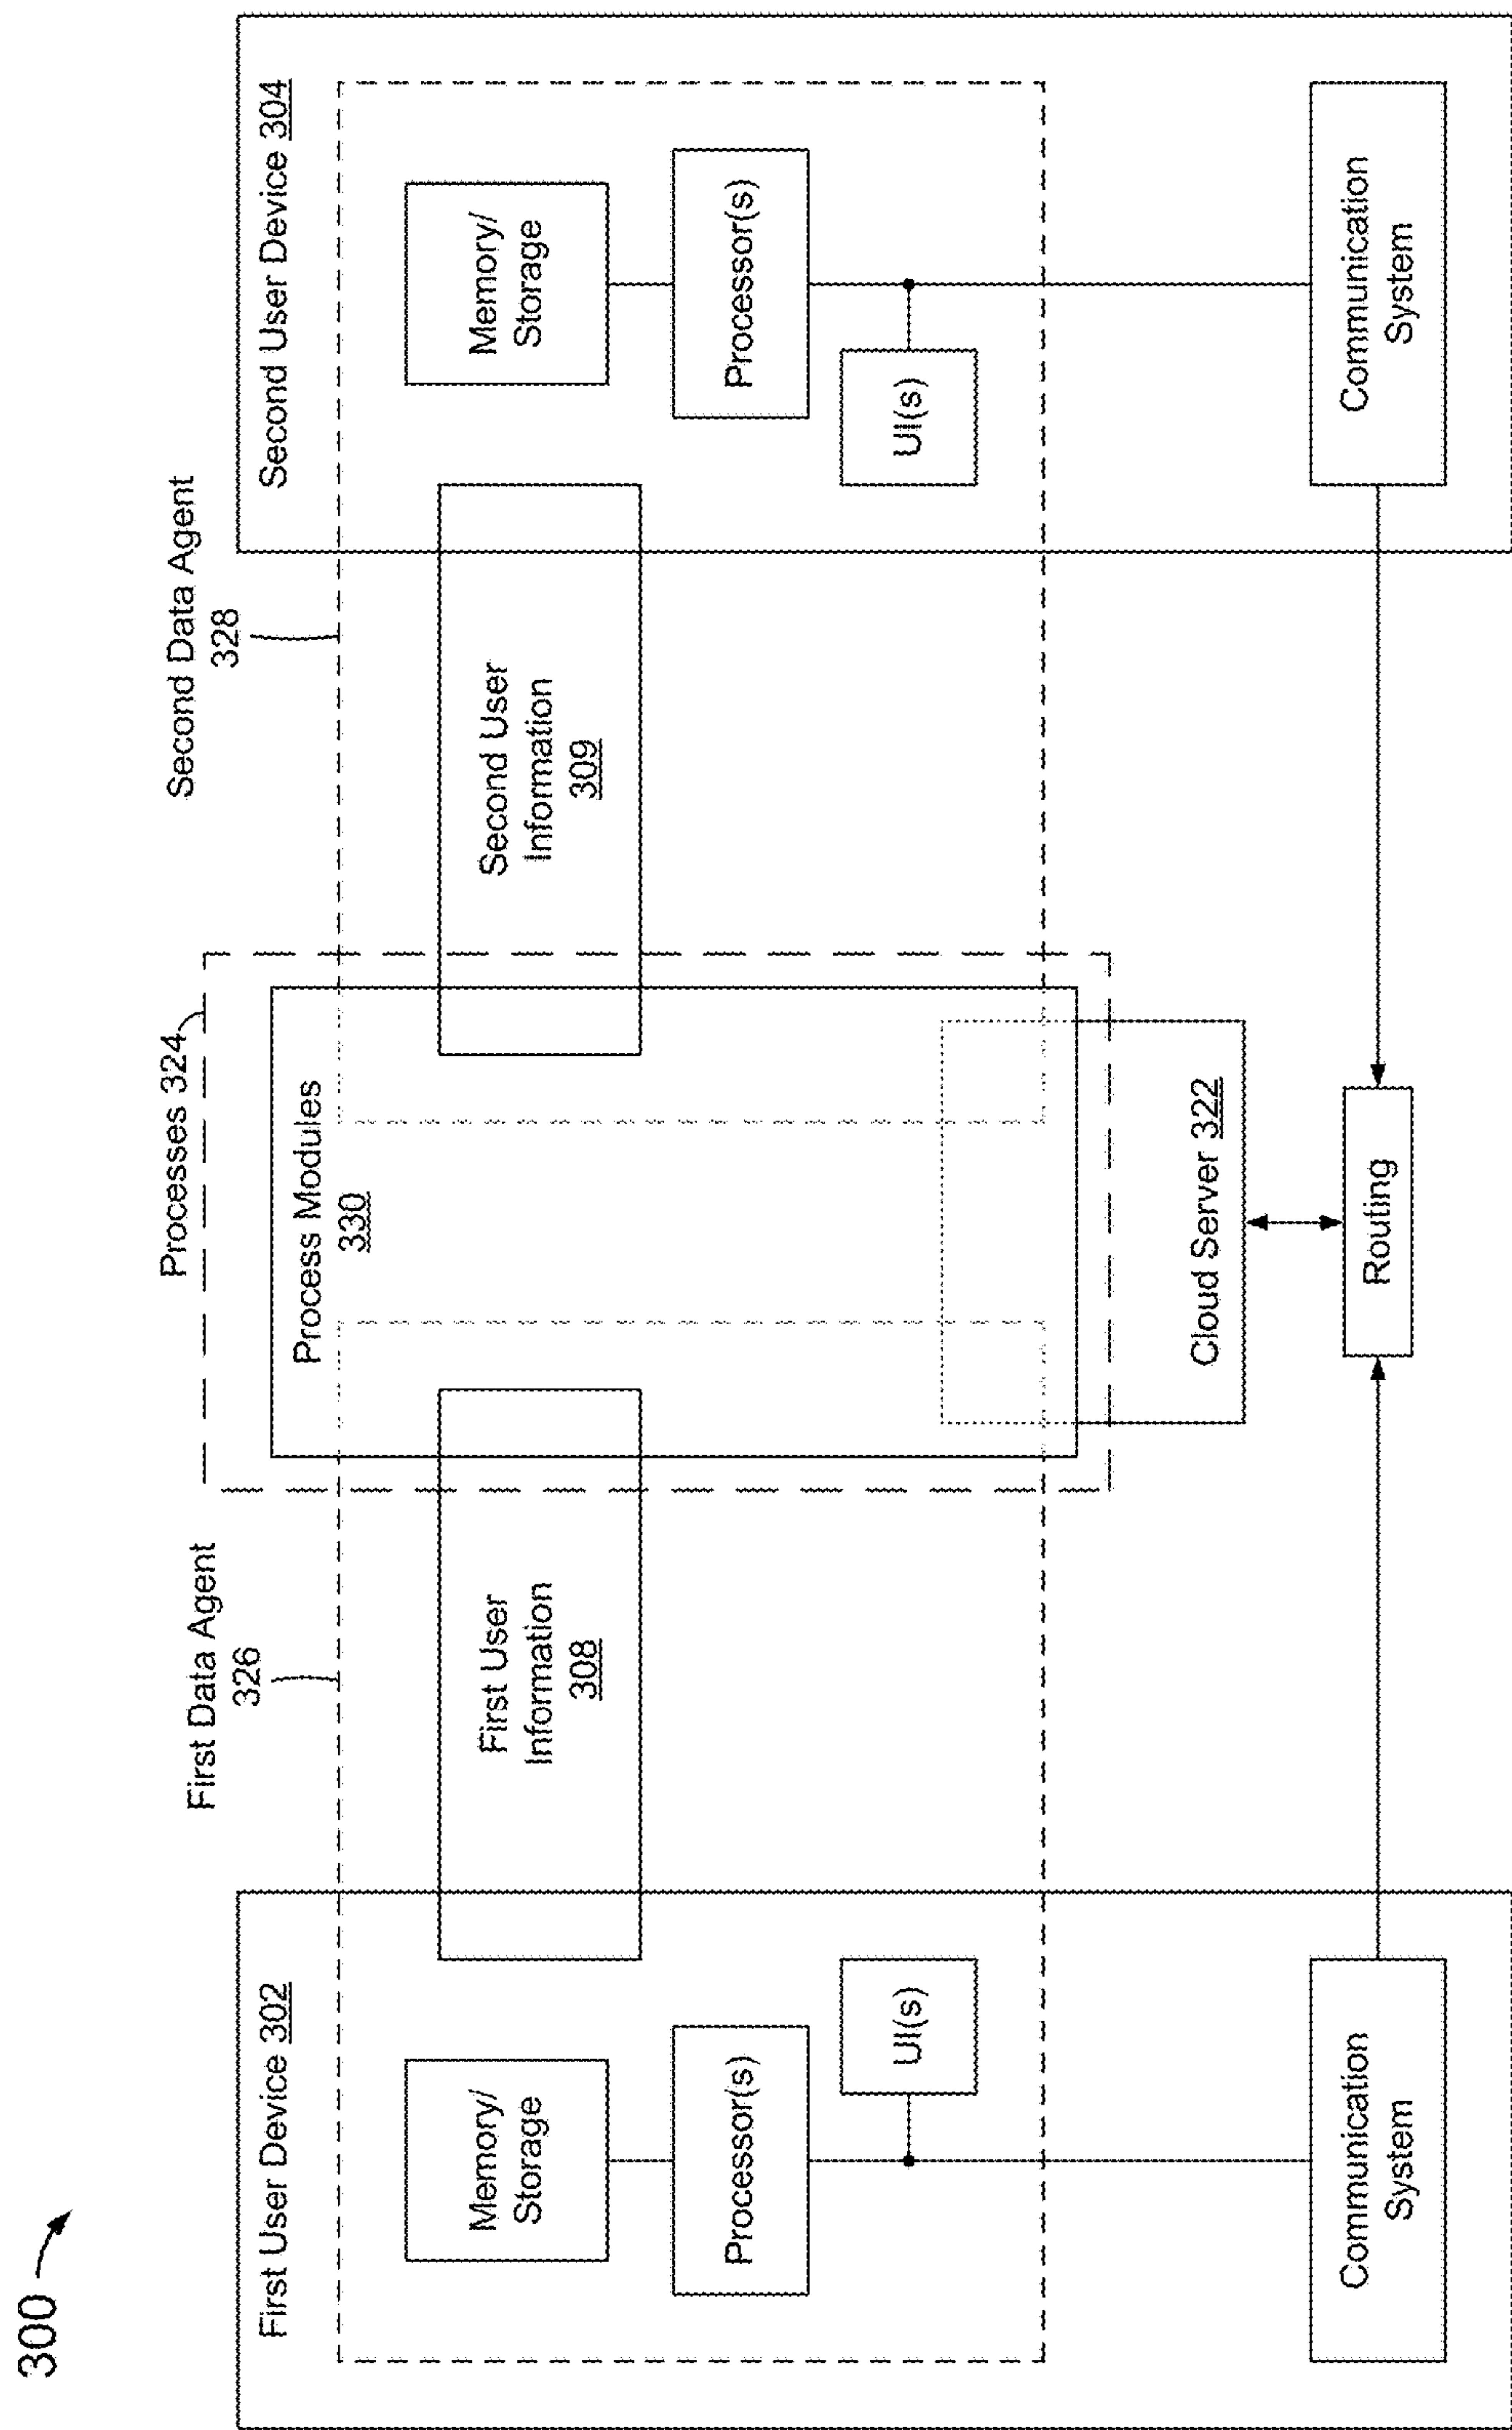 300
First User Device 302
Memory/
Storage
Processor(s)
UI(s)
Communication
System
First Data Agent
326
First User
Information
308
Processes 324
Process Modules
330
Cloud Server 322
Routing
Second Data Agent
328
Second User
Information
309
Second User Device 304
Memory/
Storage
Processor(s)
UI(s)
Communication
System